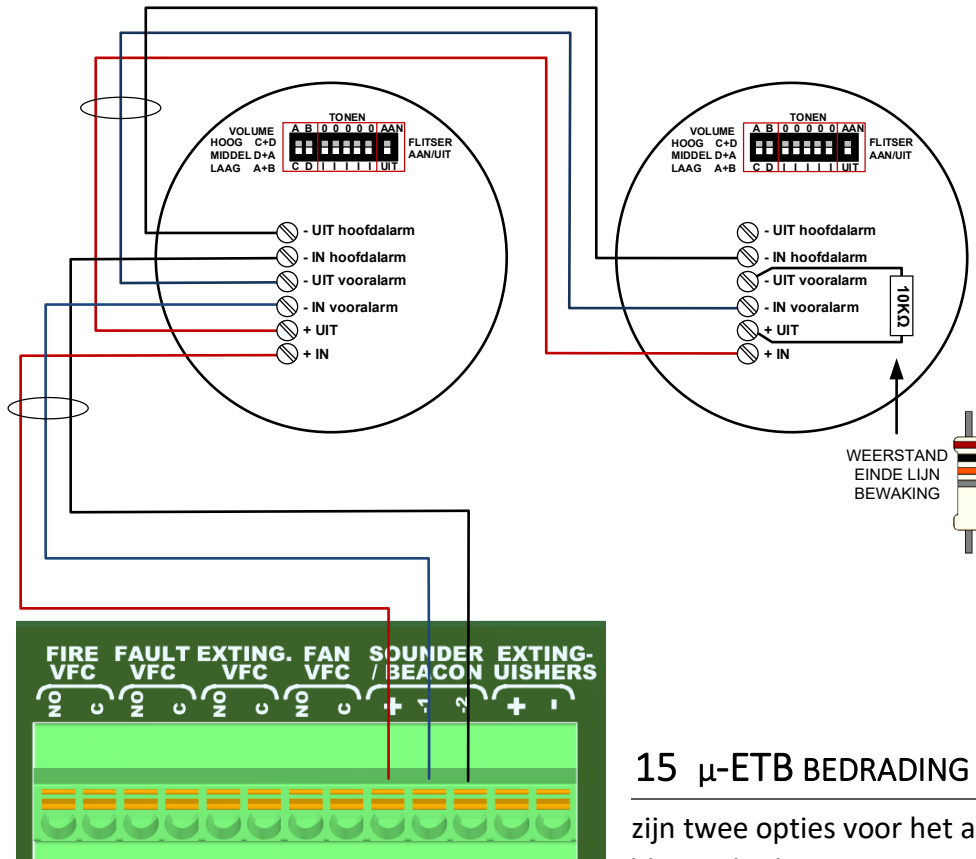 TONEN
VOLUME A B 0 0 0 0 0 AAN
HOOG C+D FLITSER
MIDDEL D+A AAN/UIT
LAAG A+B C D I I I I I UIT
- UIT hoofdalarm
- IN hoofdalarm
- UIT vooralarm
- IN vooralarm
+ UIT
+ IN
TONEN
VOLUME A B 0 0 0 0 0 AAN
HOOG C+D FLITSER
MIDDEL D+A AAN/UIT
LAAG A+B C D I I I I I UIT
- UIT hoofdalarm
- IN hoofdalarm
- UIT vooralarm
- IN vooralarm
+ UIT
+ IN
10KΩ
WEERSTAND
EINDE LIJN
BEWAKING
FIRE FAULT EXTING. FAN SOUNDER EXTING-
VFC VFC VFC VFC / BEACON UISHERS
NO C NO C NO C NO C + -1 -2 + -
15 μ-ETB BEDRADING
zijn twee opties voor het a